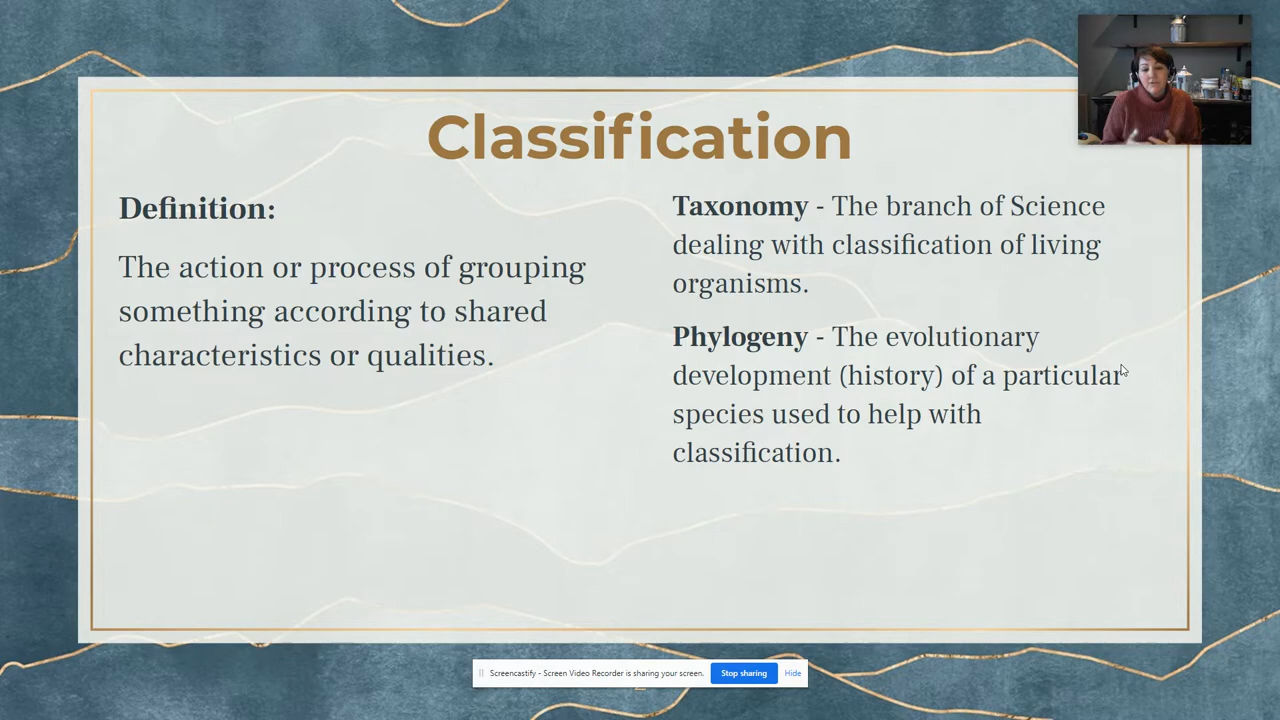 Classification
Definition:
The action or process of grouping
something according to shared
characteristics or qualities.
Taxonomy - The branch of Science
dealing with classification of living
organisms.
Phylogeny - The evolutionary
development (history) of a particular
species used to help with
classification.
Screencastify - Screen Video Recorder is sharing your screen.
Stop sharing
Hide